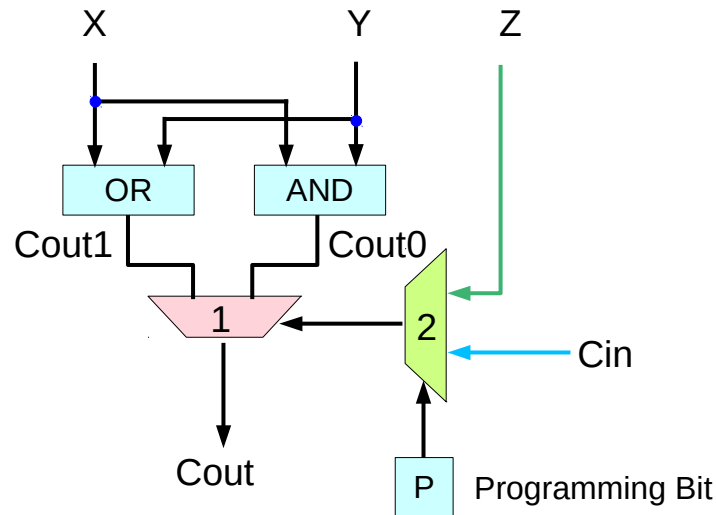 X
Y
Z
OR
AND
Cout1
Cout0
1
2
Cin
Cout
P
Programming Bit